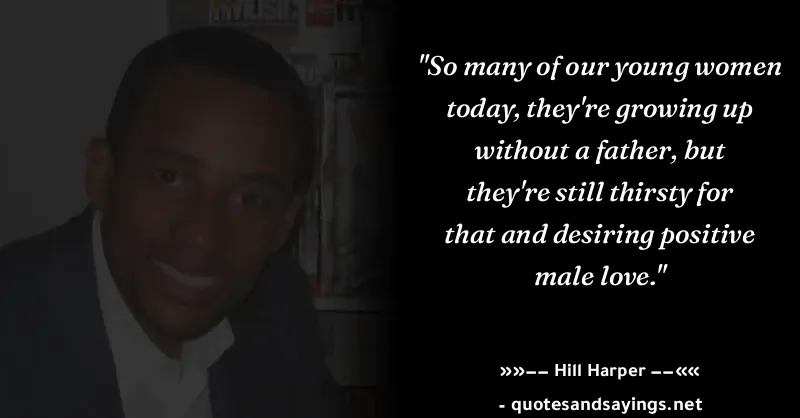 MUSIC
"So many of our young women
today, they're growing up
without a father, but
they're still thirsty for
that and desiring positive
male love."
»»−− Hill Harper −−««
- quotesandsayings.net